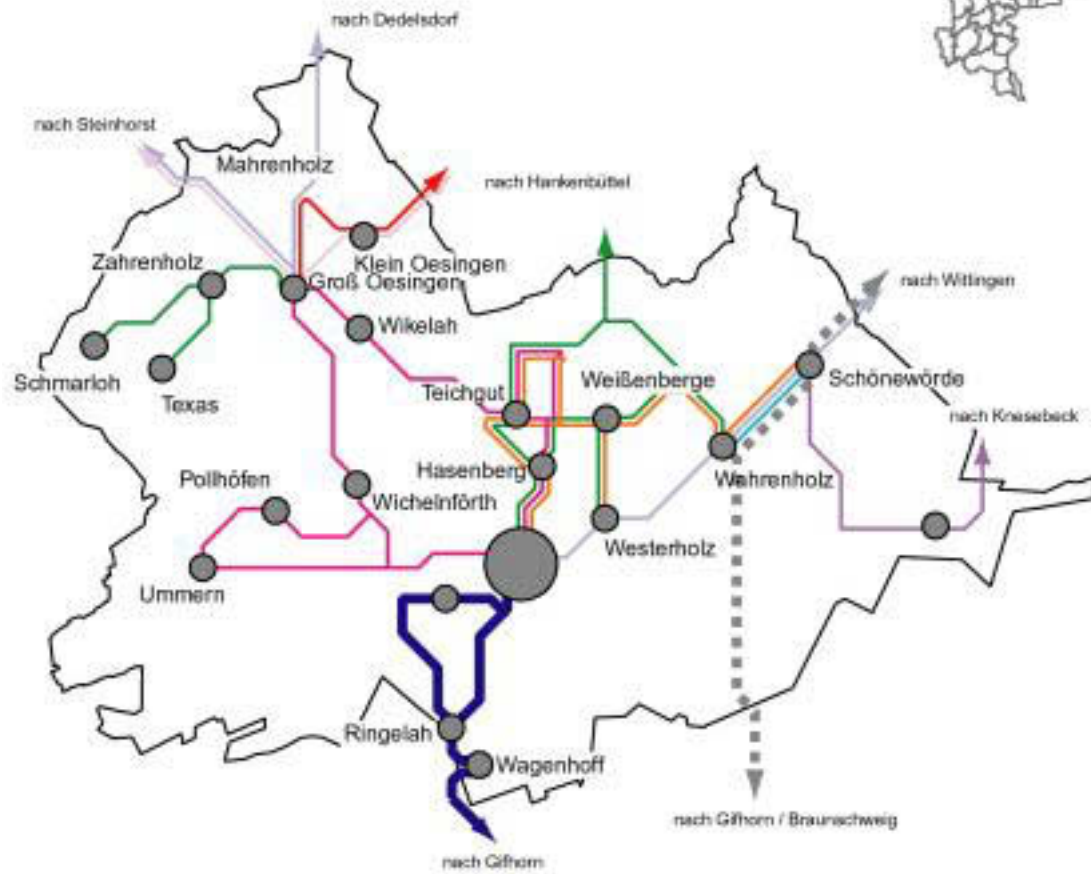 nach Dedelsdorf
nach Steinhorst
Mahrenholz
nach Hankenbüttel
Zahrenholz
Klein Oesingen
Groß Oesingen
nach Wittingen
Wikelah
Schmarloh
Texas
Teichgut
Weißenberge
Schönewörde
nach Knesebeck
Pollhöfen
Hasenberg
Wahrenholz
Wichelnförth
Westerholz
Ummern
Ringelah
Wagenhoff
nach Gifhorn / Braunschweig
nach Gifhorn